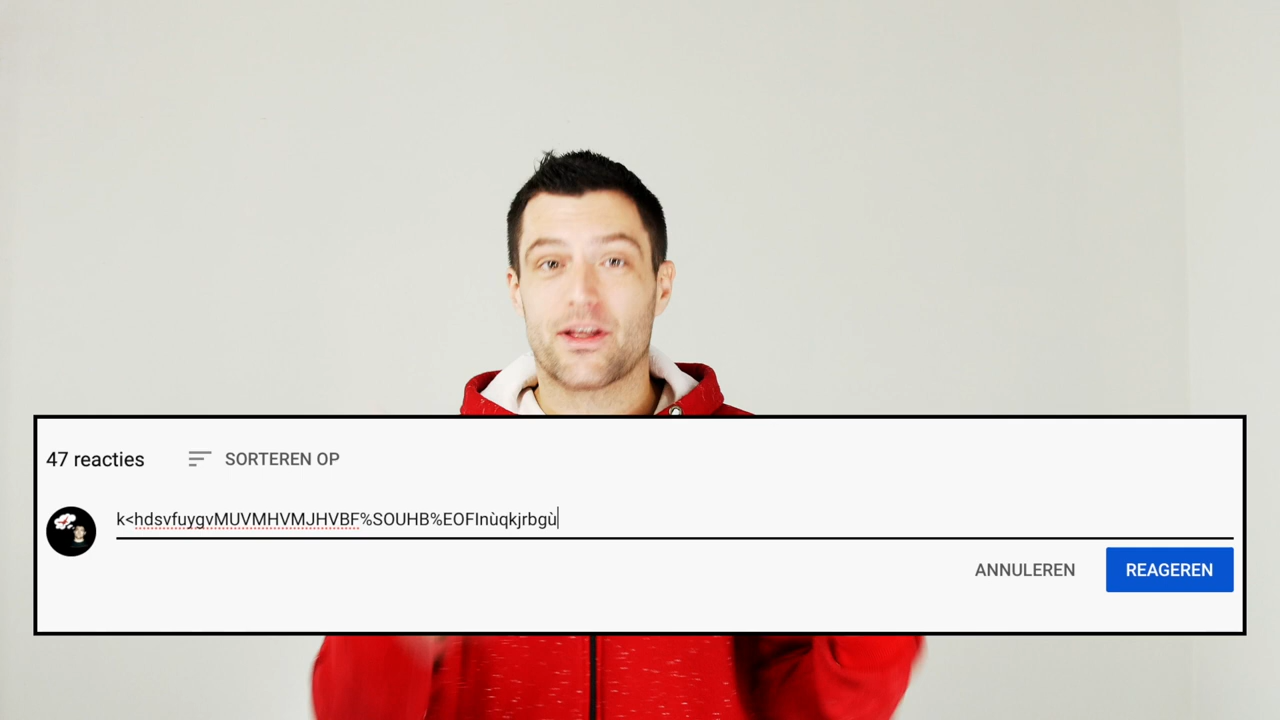 47 reacties SORTEREN OP
k<hdsvfuygvMUVMHVMJHVBF%SOUHB%EOFInùqkjrbgù
ANNULEREN REAGEREN